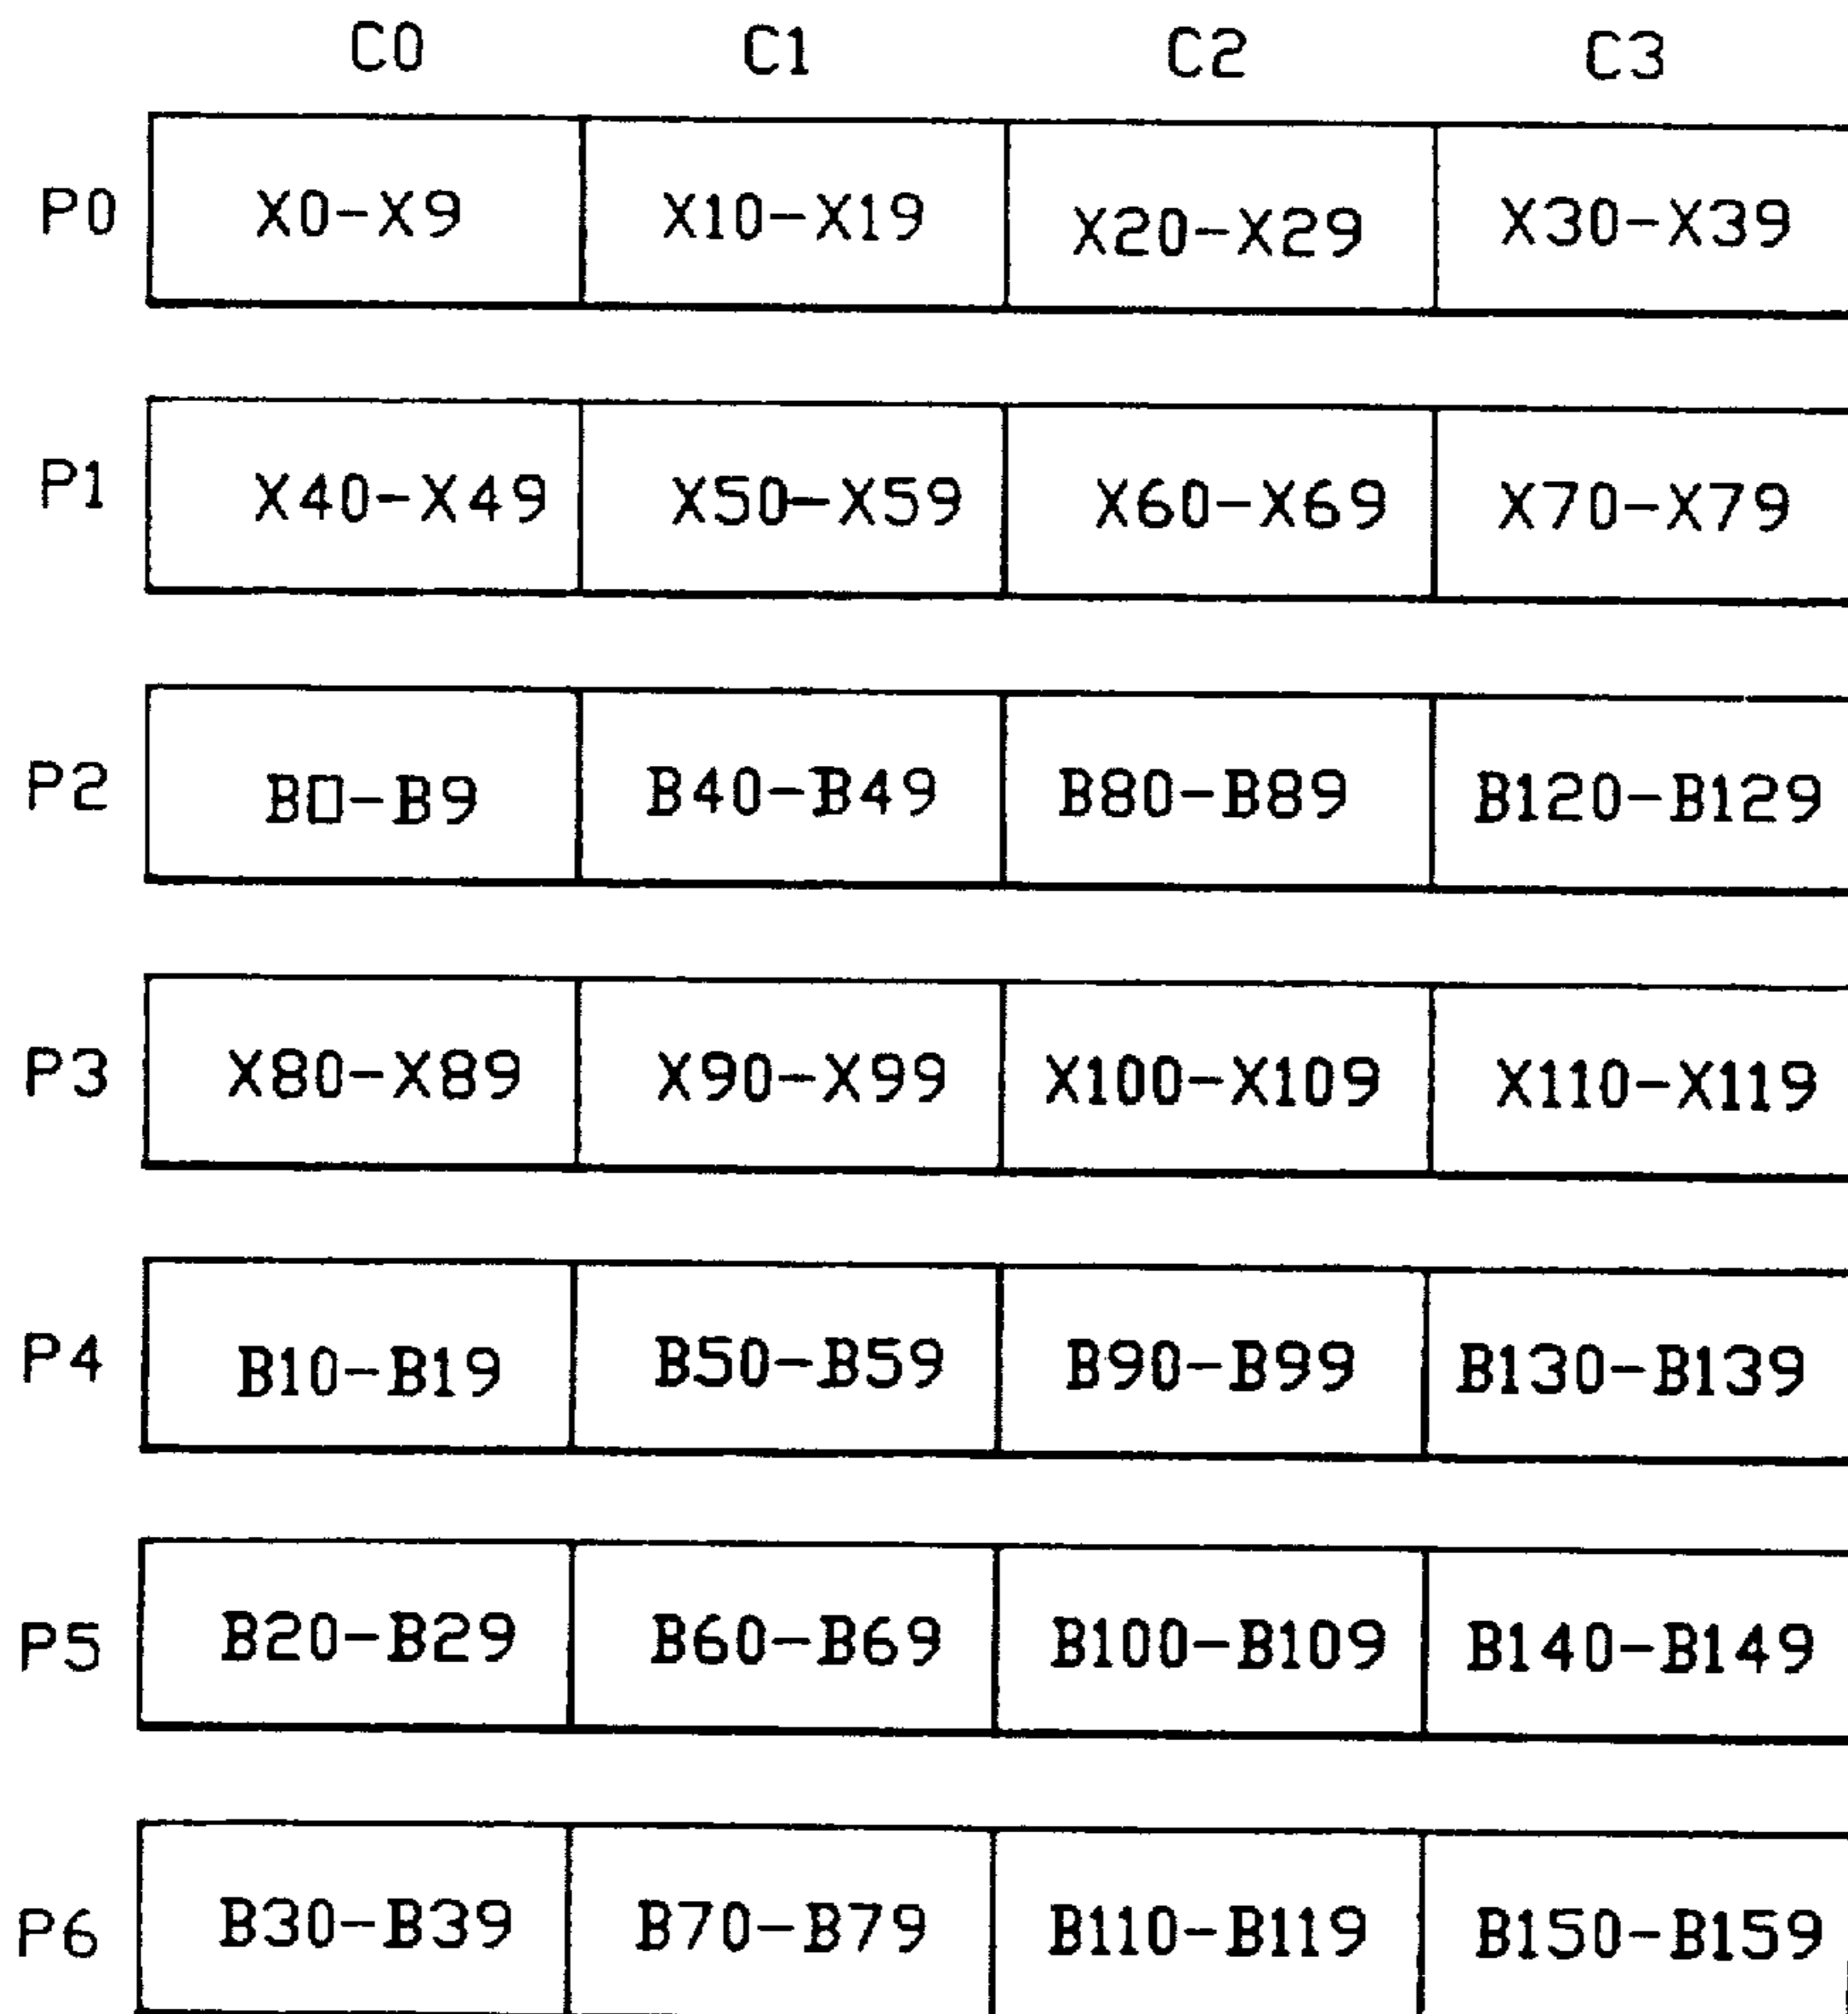 C0 C1 C2 C3
P0 X0-X9 X10-X19 X20-X29 X30-X39
P1 X40-X49 X50-X59 X60-X69 X70-X79
P2 B0-B9 B40-B49 B80-B89 B120-B129
P3 X80-X89 X90-X99 X100-X109 X110-X119
P4 B10-B19 B50-B59 B90-B99 B130-B139
P5 B20-B29 B60-B69 B100-B109 B140-B149
P6 B30-B39 B70-B79 B110-B119 B150-B159